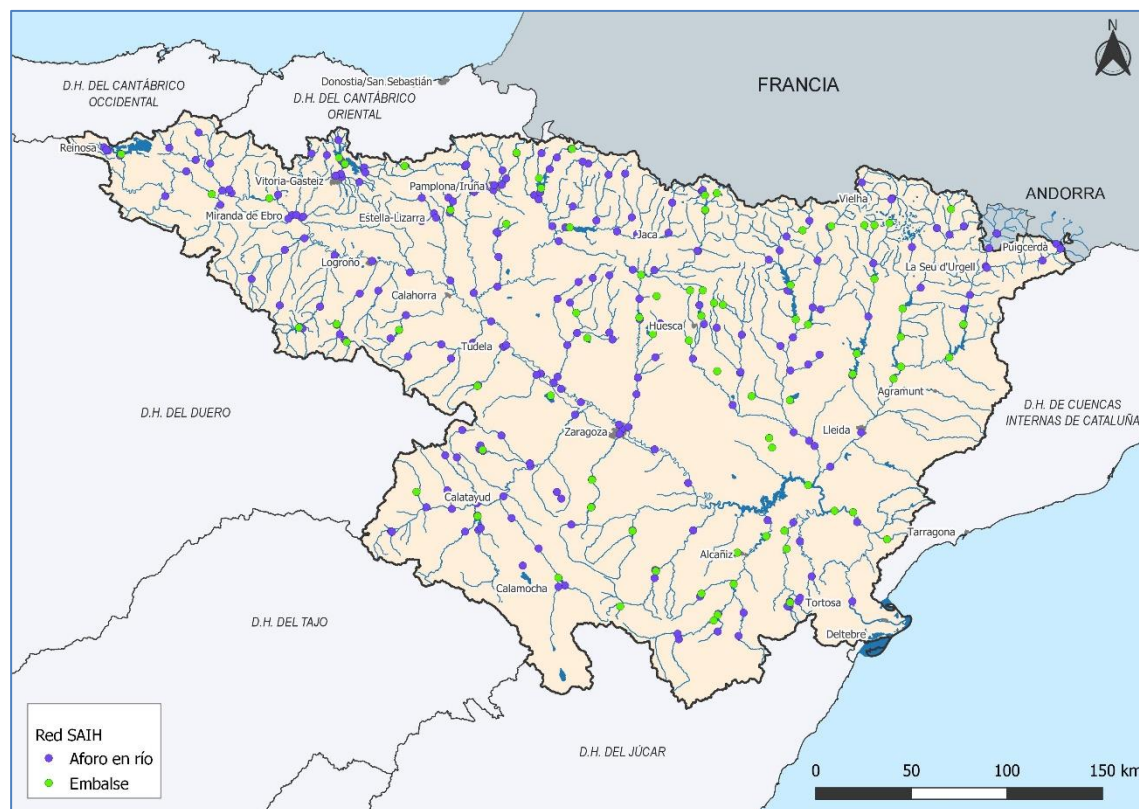 N
FRANCIA
Donostia/San Sebastián
D.H. DEL CANTÁBRICO
OCCIDENTAL
D.H. DEL CANTÁBRICO
ORIENTAL
Reinosa
Vitoria-Gasteiz
Pamplona/Iruña
Vielha
ANDORRA
Miranda de Ebro
Estella-Lizarra
Jaca
Puigcerdà
La Seu d'Urgell
Logroño
Calahorra
Huesca
Tudela
Agramunt
D.H. DEL DUERO
D.H. DE CUENCAS
INTERNAS DE CATALUÑA
Zaragoza
Lleida
Calatayud
Tarragona
Alcañiz
Calamocha
Tortosa
D.H. DEL TAJO
Deltebre
D.H. DEL JÚCAR
Red SAIH
Aforo en río
Embalse
0 50 100 150 km